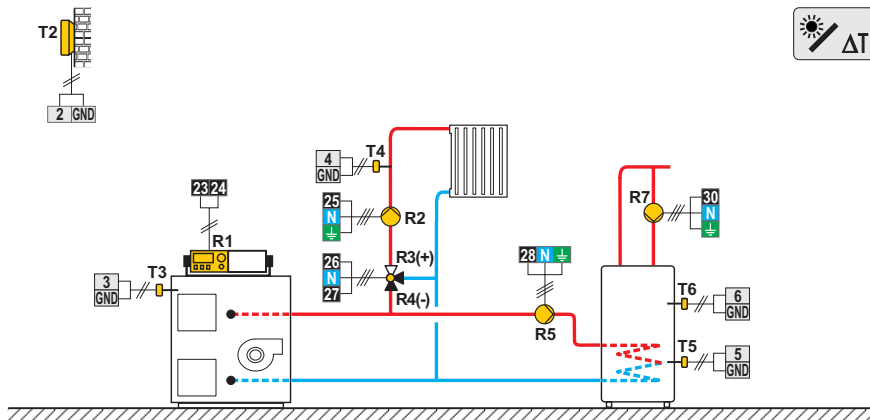 T2
2 GND
ΔT
4
GND
T4
23 24
R1
25
N
R2
R7
30
N
3
GND
T3
26
N
27
R3(+)
R4(-)
28 N
R5
T6
6
GND
T5
5
GND